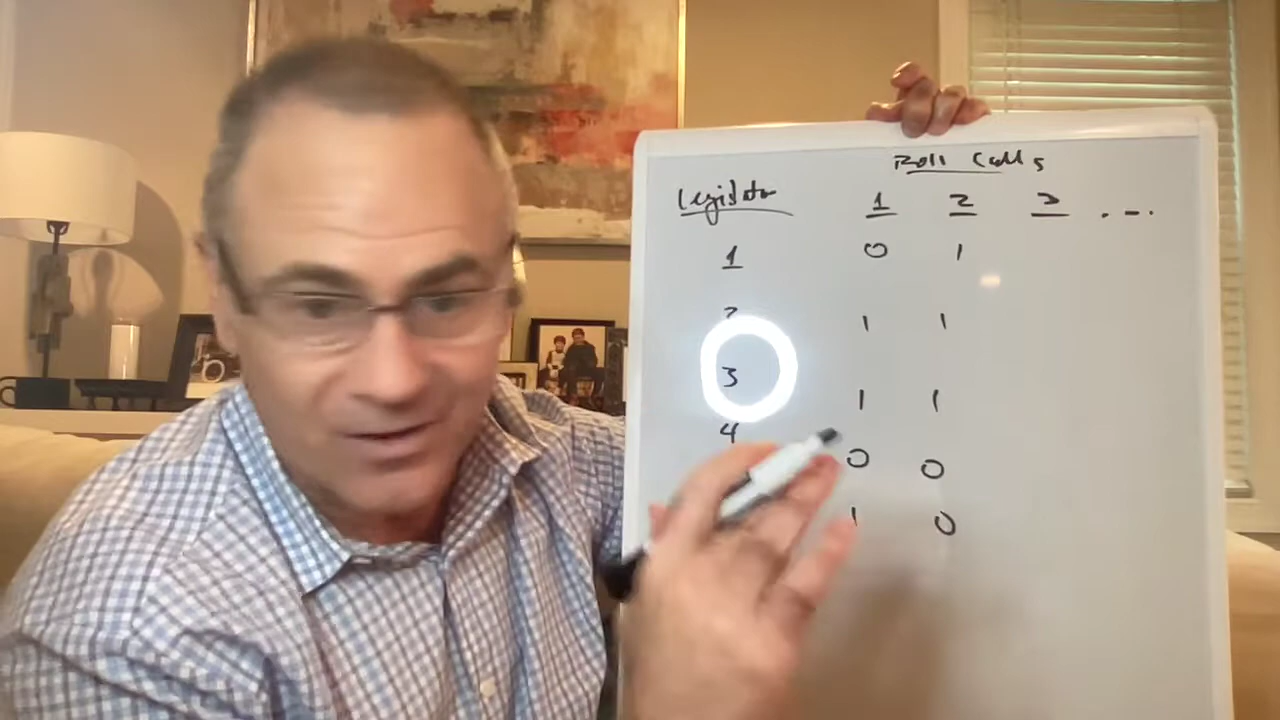 Roll Calls
Legislator 1 2 3 ...
1 0 1
2 1 1
3 1 1
4 0 0
1 0